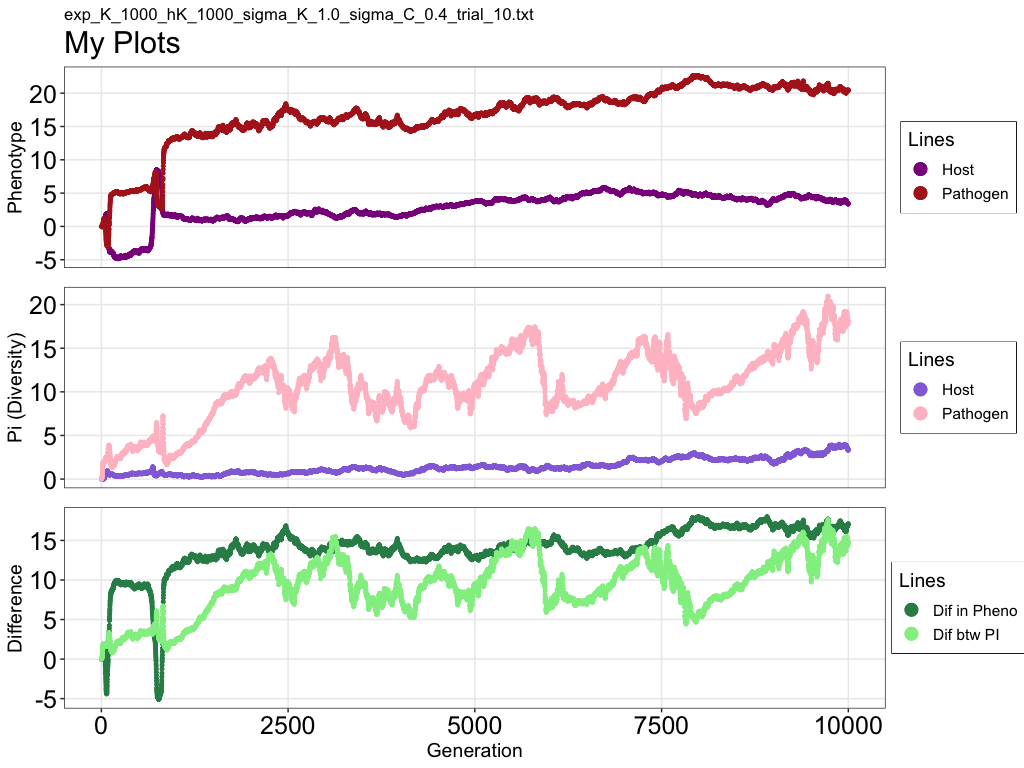 exp_K_1000_hK_1000_sigma_K_1.0_sigma_C_0.4_trial_10.txt
My Plots
Phenotype
20
15
10
5
0
-5
Lines
Host
Pathogen
Pi (Diversity)
20
15
10
5
0
Lines
Host
Pathogen
Difference
15
10
5
0
-5
Lines
Dif in Pheno
Dif btw PI
0 2500 5000 7500 10000
Generation